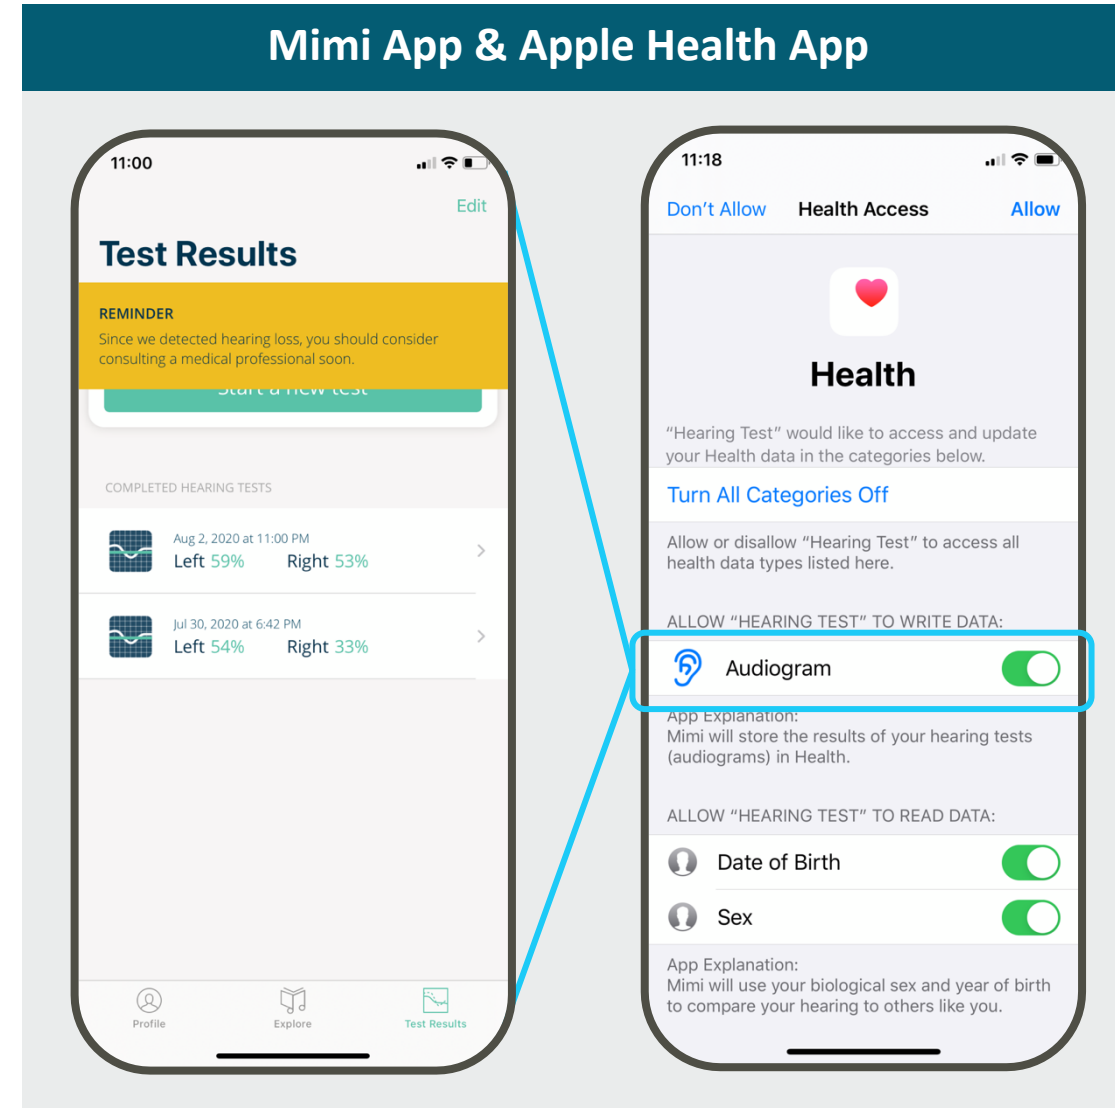 Mimi App & Apple Health App
11:00
Edit
Test Results
REMINDER
Since we detected hearing loss, you should consider
consulting a medical professional soon.
Start a new test
COMPLETED HEARING TESTS
Aug 2, 2020 at 11:00 PM
Left 59% Right 53%
Jul 30, 2020 at 6:42 PM
Left 54% Right 33%
Profile Explore Test Results
11:18
Don't Allow Health Access Allow
Health
"Hearing Test" would like to access and update
your Health data in the categories below.
Turn All Categories Off
Allow or disallow "Hearing Test" to access all
health data types listed here.
ALLOW "HEARING TEST" TO WRITE DATA:
Audiogram
App Explanation:
Mimi will store the results of your hearing tests
(audiograms) in Health.
ALLOW "HEARING TEST" TO READ DATA:
Date of Birth
Sex
App Explanation:
Mimi will use your biological sex and year of birth
to compare your hearing to others like you.